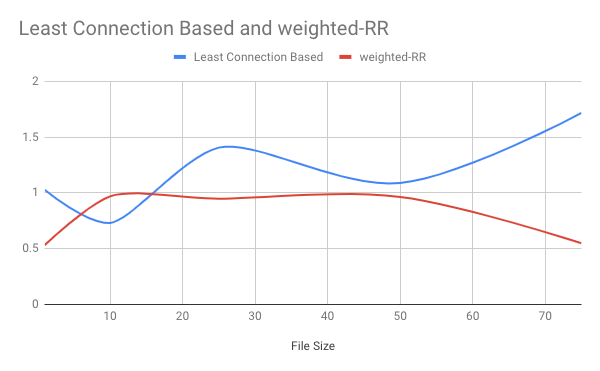 Least Connection Based and weighted-RR
Least Connection Based weighted-RR
2
1.5
1
0.5
0
10 20 30 40 50 60 70
File Size